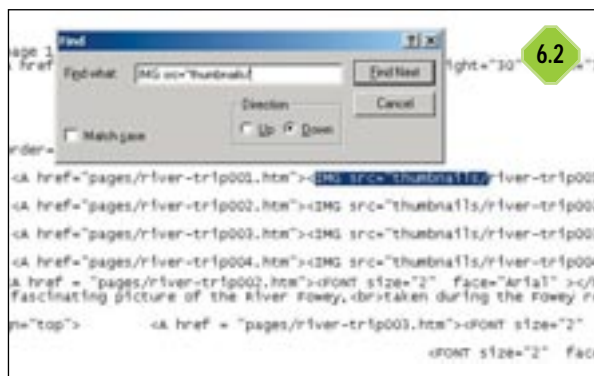 Find
6.2
page 1
A href
ight="30"
Find what: IMG src="thumbnails/
Find Next
Direction
Cancel
Match case
Up Down
rder=
<A href="pages/river-trip001.htm"><IMG src="thumbnails/river-trip00
<A href="pages/river-trip002.htm"><IMG src="thumbnails/river-trip00
<A href="pages/river-trip003.htm"><IMG src="thumbnails/river-trip00
<A href="pages/river-trip004.htm"><IMG src="thumbnails/river-trip00
<A href = "pages/river-trip002.htm"><FONT size="2" face="Arial" ></
fascinating picture of the River Fowey,<br>taken during the Fowey r
gn="top"> <A href = "pages/river-trip003.htm"><FONT size="2"
<FONT size="2" fac